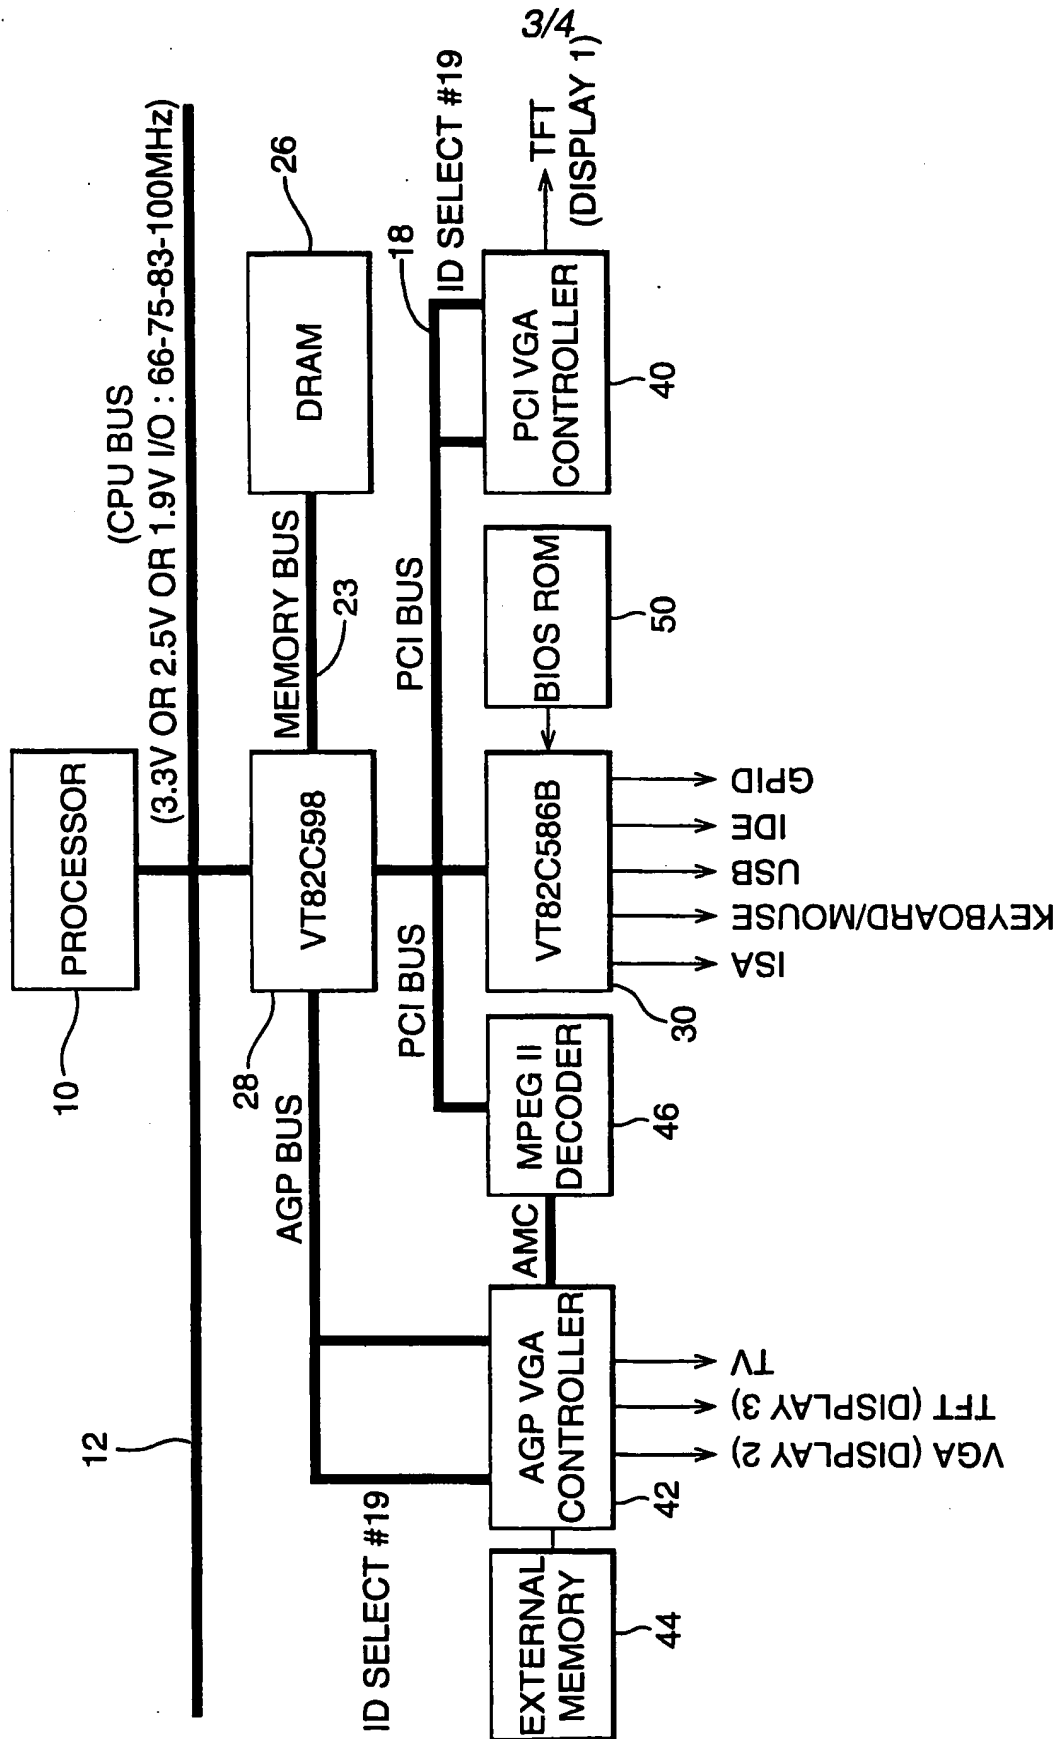 3/4
PROCESSOR
10
(CPU BUS
(3.3V OR 2.5V OR 1.9V I/O : 66-75-83-100MHz)
12
VT82C598
28
MEMORY BUS
23
DRAM
26
AGP BUS
PCI BUS
PCI BUS
18
ID SELECT #19
ID SELECT #19
EXTERNAL
MEMORY
44
AGP VGA
CONTROLLER
42
AMC
MPEG II
DECODER
46
VT82C586B
30
BIOS ROM
50
PCI VGA
CONTROLLER
40
TFT
(DISPLAY 1)
VGA (DISPLAY 2)
TFT (DISPLAY 3)
TV
ISA
KEYBOARD/MOUSE
USB
IDE
GPID